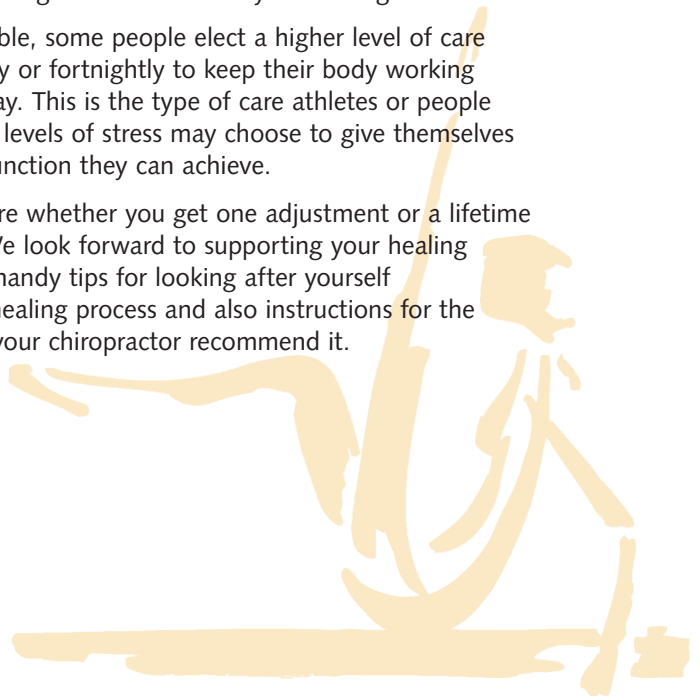 ble, some people elect a higher level of care
y or fortnightly to keep their body working
ay. This is the type of care athletes or people
levels of stress may choose to give themselves
unction they can achieve.
re whether you get one adjustment or a lifetime
We look forward to supporting your healing
handy tips for looking after yourself
healing process and also instructions for the
your chiropractor recommend it.